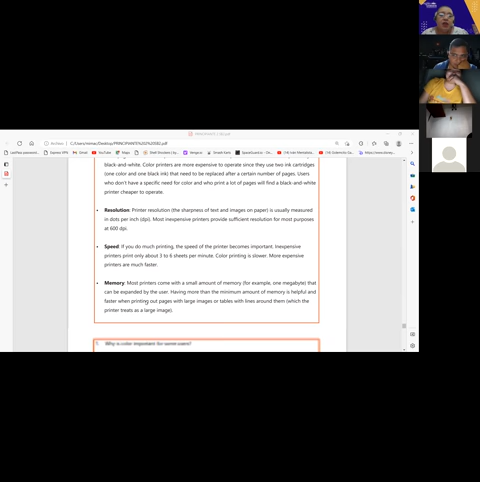 black-and-white. Color printers are more expensive to operate since they use two ink cartridges
(one color and one black ink) that need to be replaced after a certain number of pages. Users
who don't have a specific need for color and who print a lot of pages will find a black-and-white
printer cheaper to operate.
• Resolution: Printer resolution (the sharpness of text and images on paper) is usually measured
in dots per inch (dpi). Most inexpensive printers provide sufficient resolution for most purposes
at 600 dpi.
• Speed: If you do much printing, the speed of the printer becomes important. Inexpensive
printers print only about 3 to 6 sheets per minute. Color printing is slower. More expensive
printers are much faster.
• Memory: Most printers come with a small amount of memory (for example, one megabyte) that
can be expanded by the user. Having more than the minimum amount of memory is helpful and
faster when printing out pages with large images or tables with lines around them (which the
printer treats as a large image).
Why is color important for some users?